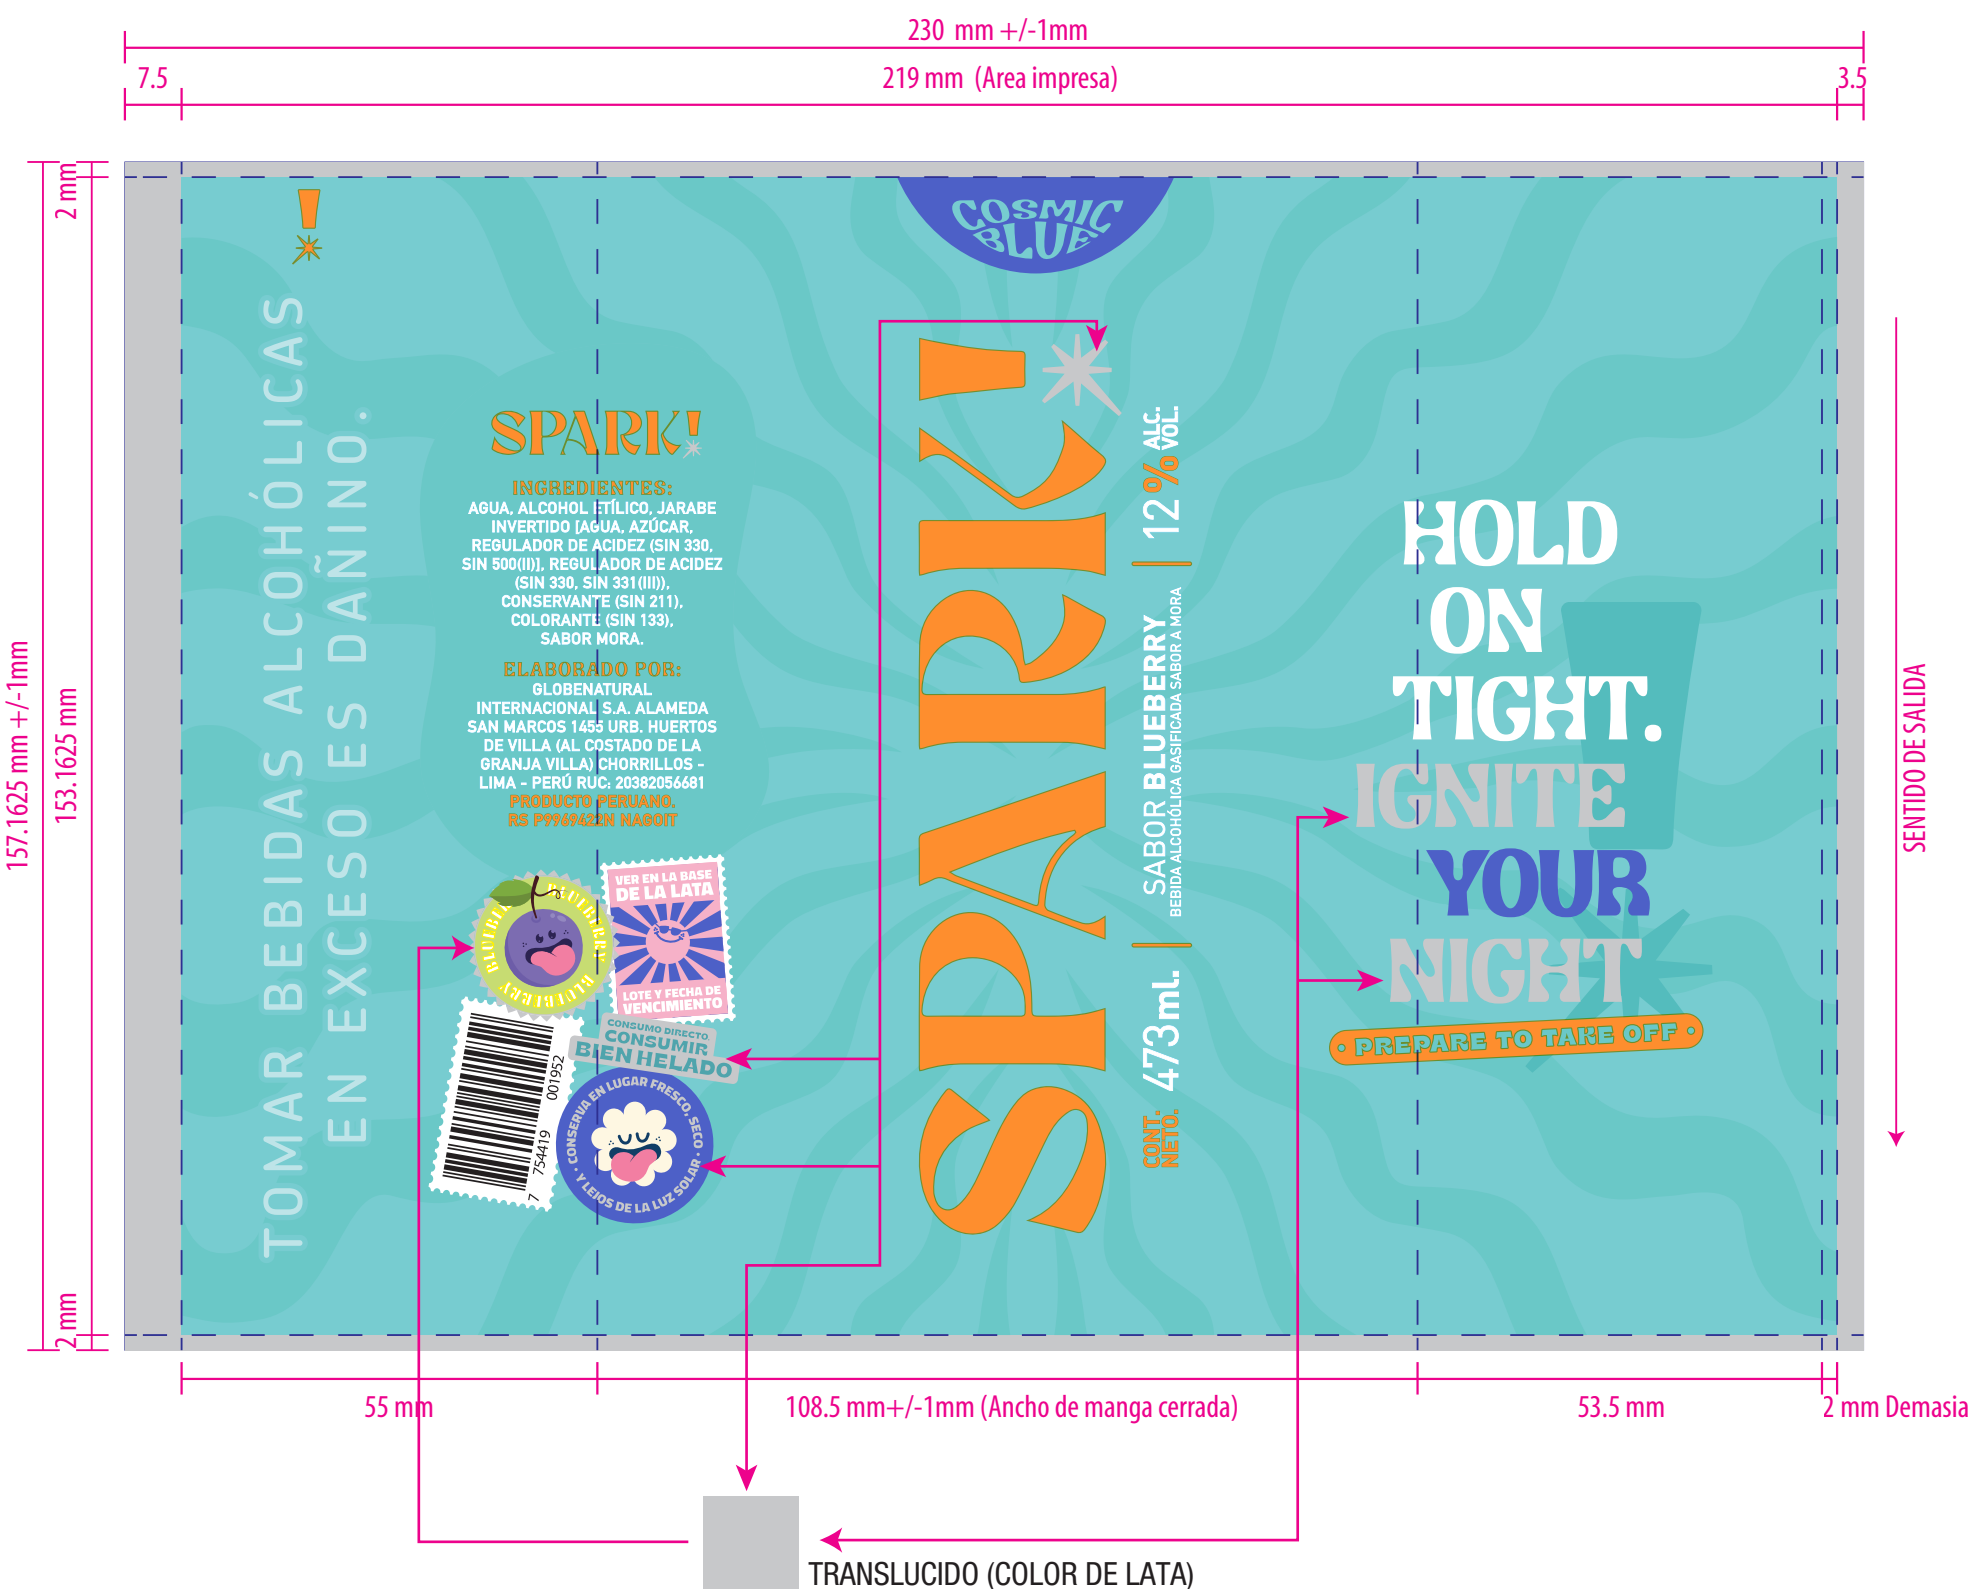 230 mm +/-1mm
7.5
219 mm (Area impresa)
3.5
2 mm
157.1625 mm +/-1mm
153.1625 mm
2 mm
TOMAR BEBIDAS ALCOHÓLICAS
EN EXCESO ES DAÑINO.
!
SPARK!
INGREDIENTES:
AGUA, ALCOHOL ETÍLICO, JARABE
INVERTIDO [AGUA, AZÚCAR,
REGULADOR DE ACIDEZ (SIN 330,
SIN 500(II)], REGULADOR DE ACIDEZ
(SIN 330, SIN 331(III)),
CONSERVANTE (SIN 211),
COLORANTE (SIN 133),
SABOR MORA.
ELABORADO POR:
GLOBENATURAL
INTERNACIONAL S.A. ALAMEDA
SAN MARCOS 1455 URB. HUERTOS
DE VILLA (AL COSTADO DE LA
GRANJA VILLA) CHORRILLOS -
LIMA - PERÚ RUC: 20382056681
PRODUCTO PERUANO.
RS P9969422N NAGOIT
BLUEBERRY BLUEBERRY BLUEBERRY
VER EN LA BASE
DE LA LATA
LOTE Y FECHA DE
VENCIMIENTO
7 754419 001952
CONSUMO DIRECTO.
CONSUMIR
BIEN HELADO
• CONSERVA EN LUGAR FRESCO, SECO •
Y LEJOS DE LA LUZ SOLAR
COSMIC
BLUE
SPARK!
CONT.
NETO.
473 mL.
SABOR BLUEBERRY
BEBIDA ALCOHÓLICA GASIFICADA SABOR A MORA
12 % ALC.
VOL.
HOLD
ON
TIGHT.
IGNITE
YOUR
NIGHT
• PREPARE TO TAKE OFF •
SENTIDO DE SALIDA
55 mm
108.5 mm+/-1mm (Ancho de manga cerrada)
53.5 mm
2 mm Demasia
TRANSLUCIDO (COLOR DE LATA)